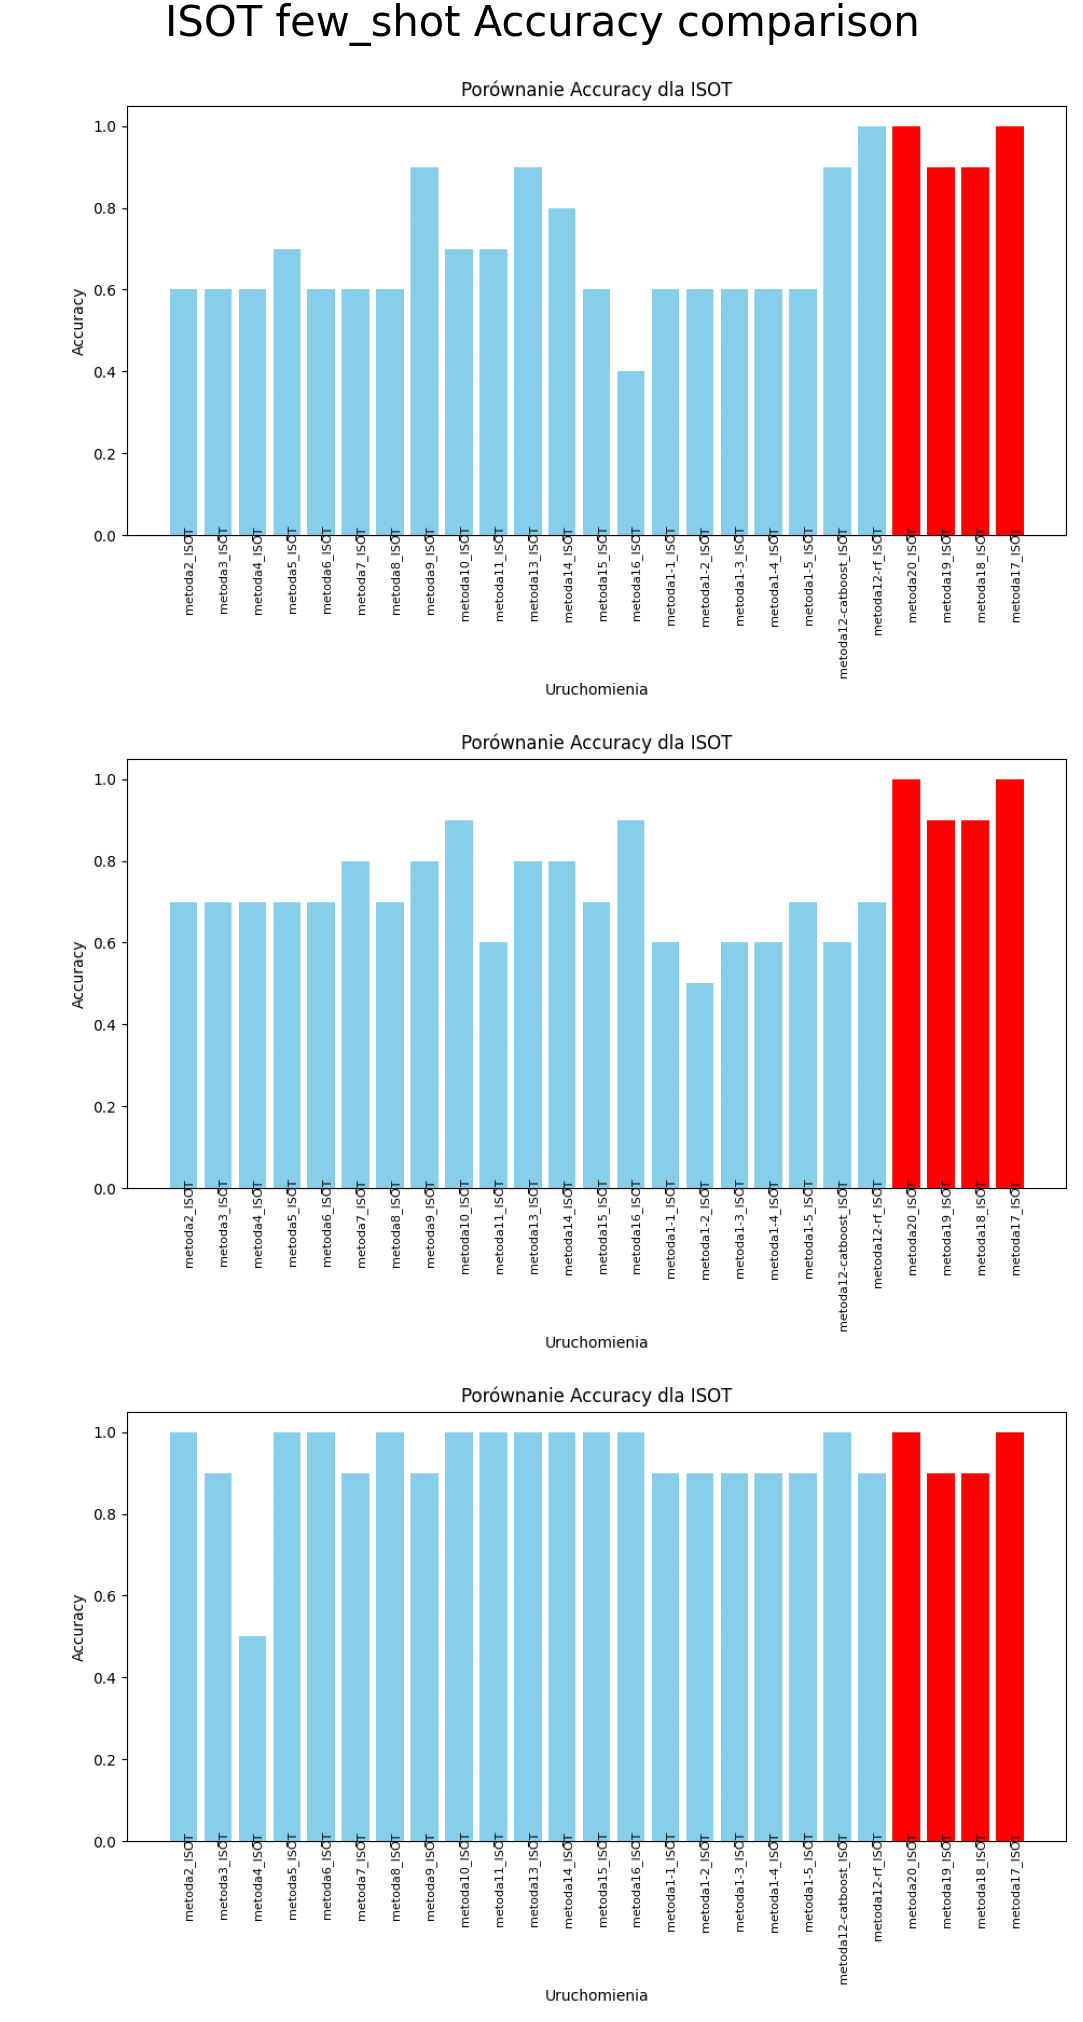 ISOT few_shot Accuracy comparison
Porównanie Accuracy dla ISOT
Accuracy
1.0
0.8
0.6
0.4
0.2
0.0
metoda2_ISOT
metoda3_ISOT
metoda4_ISOT
metoda5_ISOT
metoda6_ISOT
metoda7_ISOT
metoda8_ISOT
metoda9_ISOT
metoda10_ISOT
metoda11_ISOT
metoda13_ISOT
metoda14_ISOT
metoda15_ISOT
metoda16_ISOT
metoda1-1_ISOT
metoda1-2_ISOT
metoda1-3_ISOT
metoda1-4_ISOT
metoda1-5_ISOT
metoda12-catboost_ISOT
metoda12-rf_ISOT
metoda20_ISOT
metoda19_ISOT
metoda18_ISOT
metoda17_ISOT
Uruchomienia
Porównanie Accuracy dla ISOT
Accuracy
1.0
0.8
0.6
0.4
0.2
0.0
metoda2_ISOT
metoda3_ISOT
metoda4_ISOT
metoda5_ISOT
metoda6_ISOT
metoda7_ISOT
metoda8_ISOT
metoda9_ISOT
metoda10_ISOT
metoda11_ISOT
metoda13_ISOT
metoda14_ISOT
metoda15_ISOT
metoda16_ISOT
metoda1-1_ISOT
metoda1-2_ISOT
metoda1-3_ISOT
metoda1-4_ISOT
metoda1-5_ISOT
metoda12-catboost_ISOT
metoda12-rf_ISOT
metoda20_ISOT
metoda19_ISOT
metoda18_ISOT
metoda17_ISOT
Uruchomienia
Porównanie Accuracy dla ISOT
Accuracy
1.0
0.8
0.6
0.4
0.2
0.0
metoda2_ISOT
metoda3_ISOT
metoda4_ISOT
metoda5_ISOT
metoda6_ISOT
metoda7_ISOT
metoda8_ISOT
metoda9_ISOT
metoda10_ISOT
metoda11_ISOT
metoda13_ISOT
metoda14_ISOT
metoda15_ISOT
metoda16_ISOT
metoda1-1_ISOT
metoda1-2_ISOT
metoda1-3_ISOT
metoda1-4_ISOT
metoda1-5_ISOT
metoda12-catboost_ISOT
metoda12-rf_ISOT
metoda20_ISOT
metoda19_ISOT
metoda18_ISOT
metoda17_ISOT
Uruchomienia